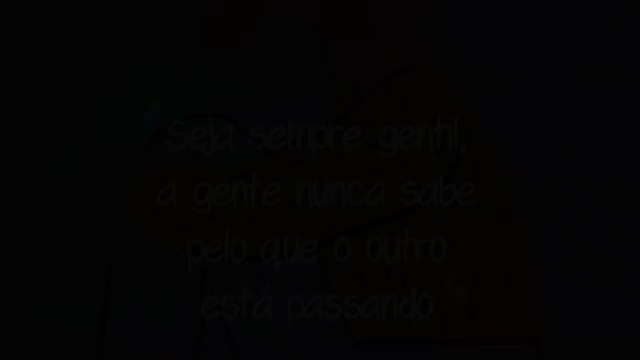 Seja sempre gentil,
a gente nunca sabe
pelo que o outro
está passando